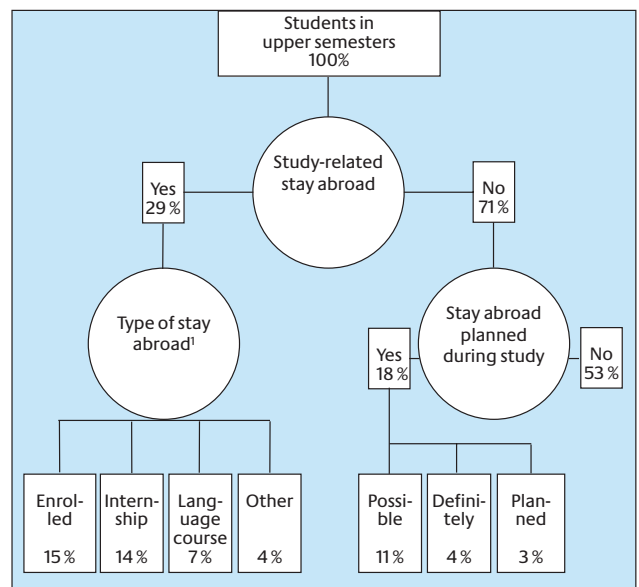 Students in
upper semesters
100%
Study-related
stay abroad
Yes
29 %
No
71 %
Type of stay
abroad¹
Stay abroad
planned
during study
Yes
18 %
No
53 %
Enrol-
led
15 %
Intern-
ship
14 %
Lang-
uage
course
7 %
Other
4 %
Possi-
ble
11 %
Defini-
tely
4 %
Plan-
ned
3 %